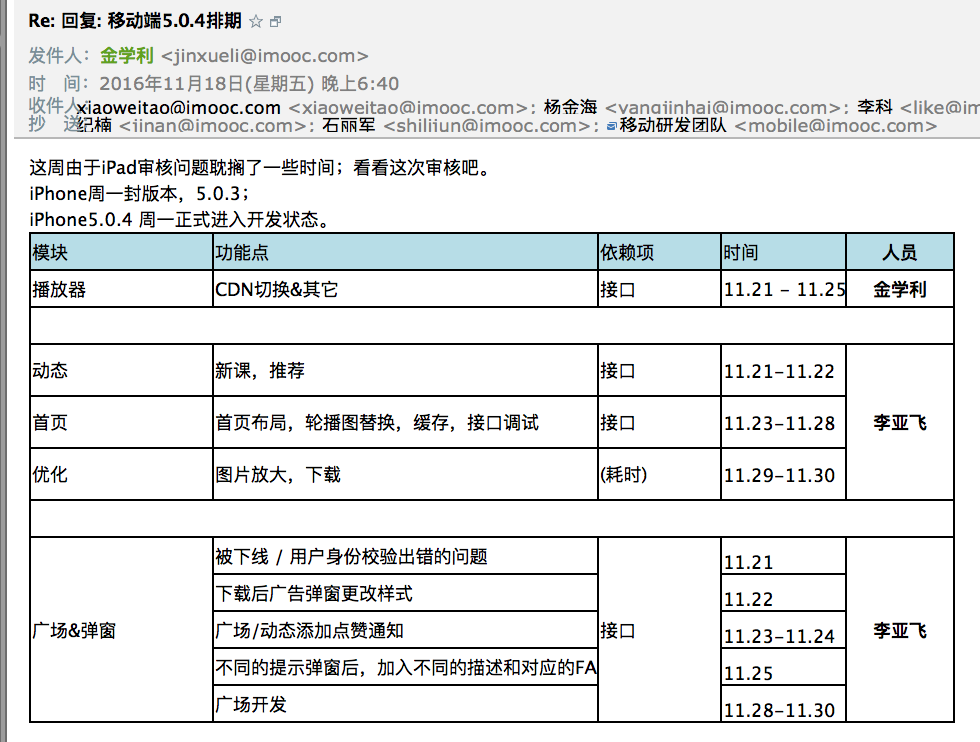 Re: 回复: 移动端5.0.4排期
发件人： 金学利 <jinxueli@imooc.com>
时　间： 2016年11月18日(星期五) 晚上6:40
收件人 xiaoweitao@imooc.com <xiaoweitao@imooc.com>; 杨金海 <yangjinhai@imooc.com>; 李科 <like@im
抄　送 纪楠 <jinan@imooc.com>; 石丽军 <shilijun@imooc.com>; 移动研发团队 <mobile@imooc.com>
这周由于iPad审核问题耽搁了一些时间；看看这次审核吧。
iPhone周一封版本，5.0.3；
iPhone5.0.4 周一正式进入开发状态。
模块 功能点 依赖项 时间 人员
播放器 CDN切换&其它 接口 11.21 - 11.25 金学利
动态 新课，推荐 接口 11.21-11.22
首页 首页布局，轮播图替换，缓存，接口调试 接口 11.23-11.28 李亚飞
优化 图片放大，下载 (耗时) 11.29-11.30
被下线 / 用户身份校验出错的问题 11.21
下载后广告弹窗更改样式 11.22
广场&弹窗 广场/动态添加点赞通知 接口 11.23-11.24 李亚飞
不同的提示弹窗后，加入不同的描述和对应的FA 11.25
广场开发 11.28-11.30